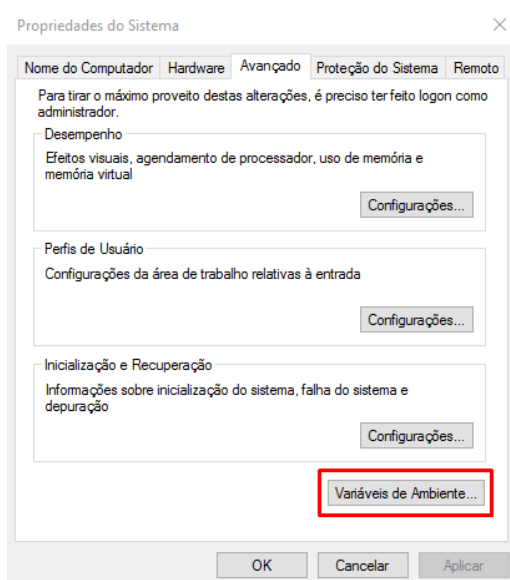 Propriedades do Sistema
Nome do Computador Hardware Avançado Proteção do Sistema Remoto
Para tirar o máximo proveito destas alterações, é preciso ter feito logon como
administrador.
Desempenho
Efeitos visuais, agendamento de processador, uso de memória e
memória virtual
Configurações...
Perfis de Usuário
Configurações da área de trabalho relativas à entrada
Configurações...
Inicialização e Recuperação
Informações sobre inicialização do sistema, falha do sistema e
depuração
Configurações...
Variáveis de Ambiente...
OK Cancelar Aplicar